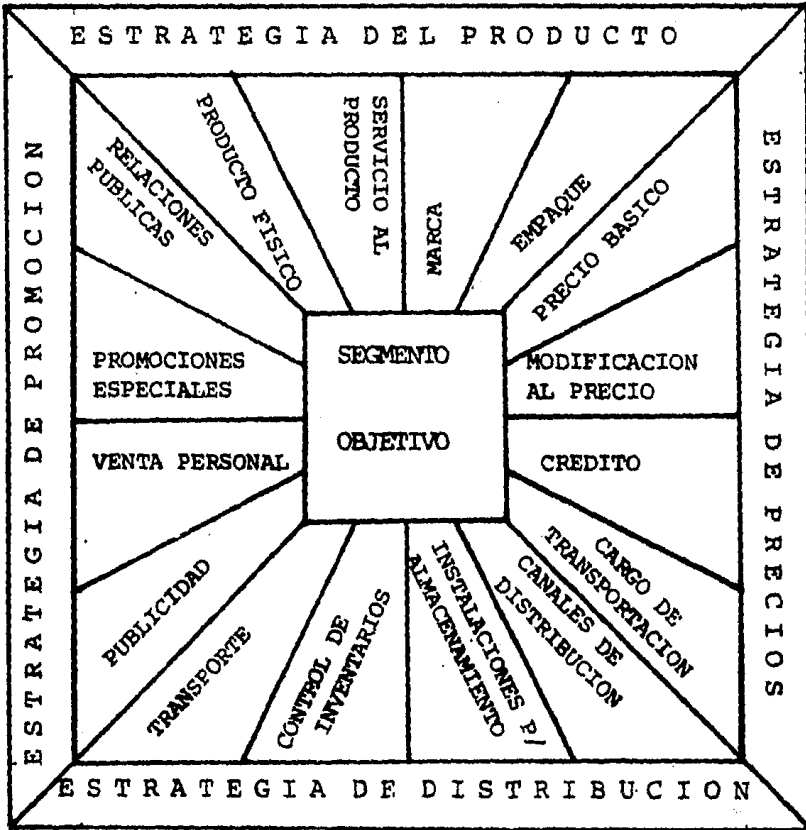 ESTRATEGIA DEL PRODUCTO
PRODUCTO FISICO
SERVICIO AL
PRODUCTO
MARCA
EMPAQUE
ESTRATEGIA DE PRECIOS
PRECIO BASICO
MODIFICACION
AL PRECIO
CREDITO
CARGO DE
TRANSPORTACION
ESTRATEGIA DE DISTRIBUCION
CANALES DE
DISTRIBUCION
INSTALACIONES P/
ALMACENAMIENTO
CONTROL DE
INVENTARIOS
TRANSPORTE
ESTRATEGIA DE PROMOCION
PUBLICIDAD
VENTA PERSONAL
PROMOCIONES
ESPECIALES
RELACIONES
PUBLICAS
SEGMENTO
OBJETIVO